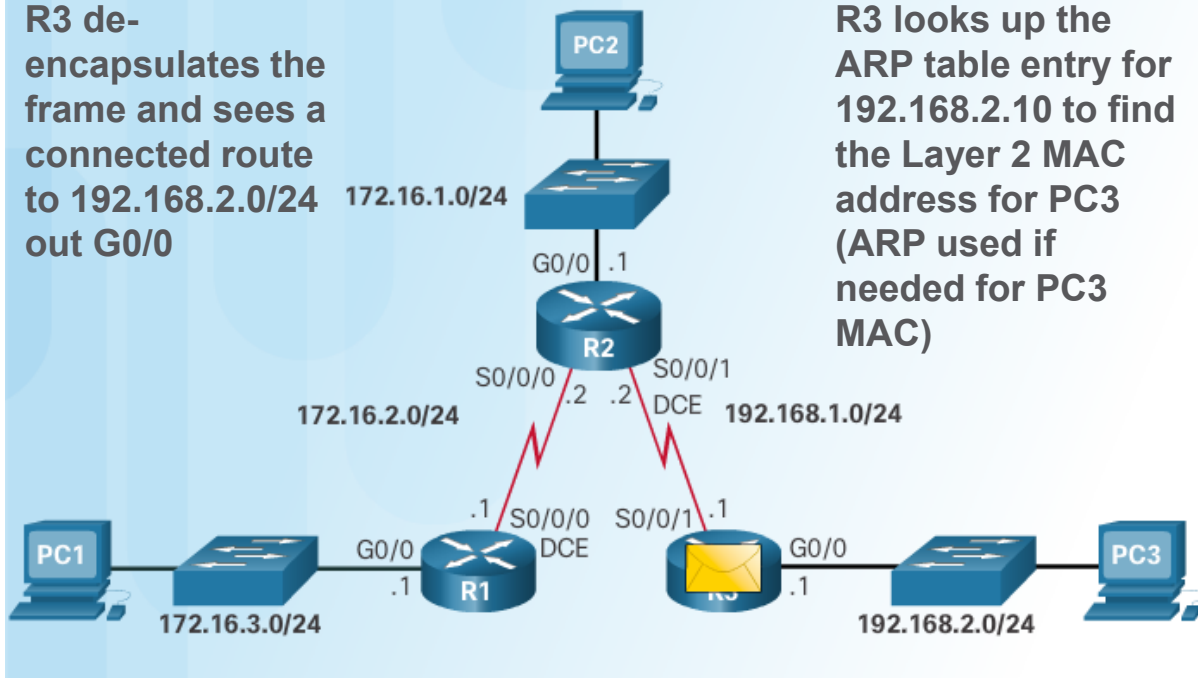 R3 de-
encapsulates the
frame and sees a
connected route
to 192.168.2.0/24
out G0/0
R3 looks up the
ARP table entry for
192.168.2.10 to find
the Layer 2 MAC
address for PC3
(ARP used if
needed for PC3
MAC)
PC2
172.16.1.0/24
G0/0 .1
R2
S0/0/0 .2
.2 S0/0/1
DCE
172.16.2.0/24
192.168.1.0/24
.1 S0/0/0
DCE
S0/0/1 .1
PC1
G0/0
.1
R1
G0/0
.1
PC3
172.16.3.0/24
192.168.2.0/24